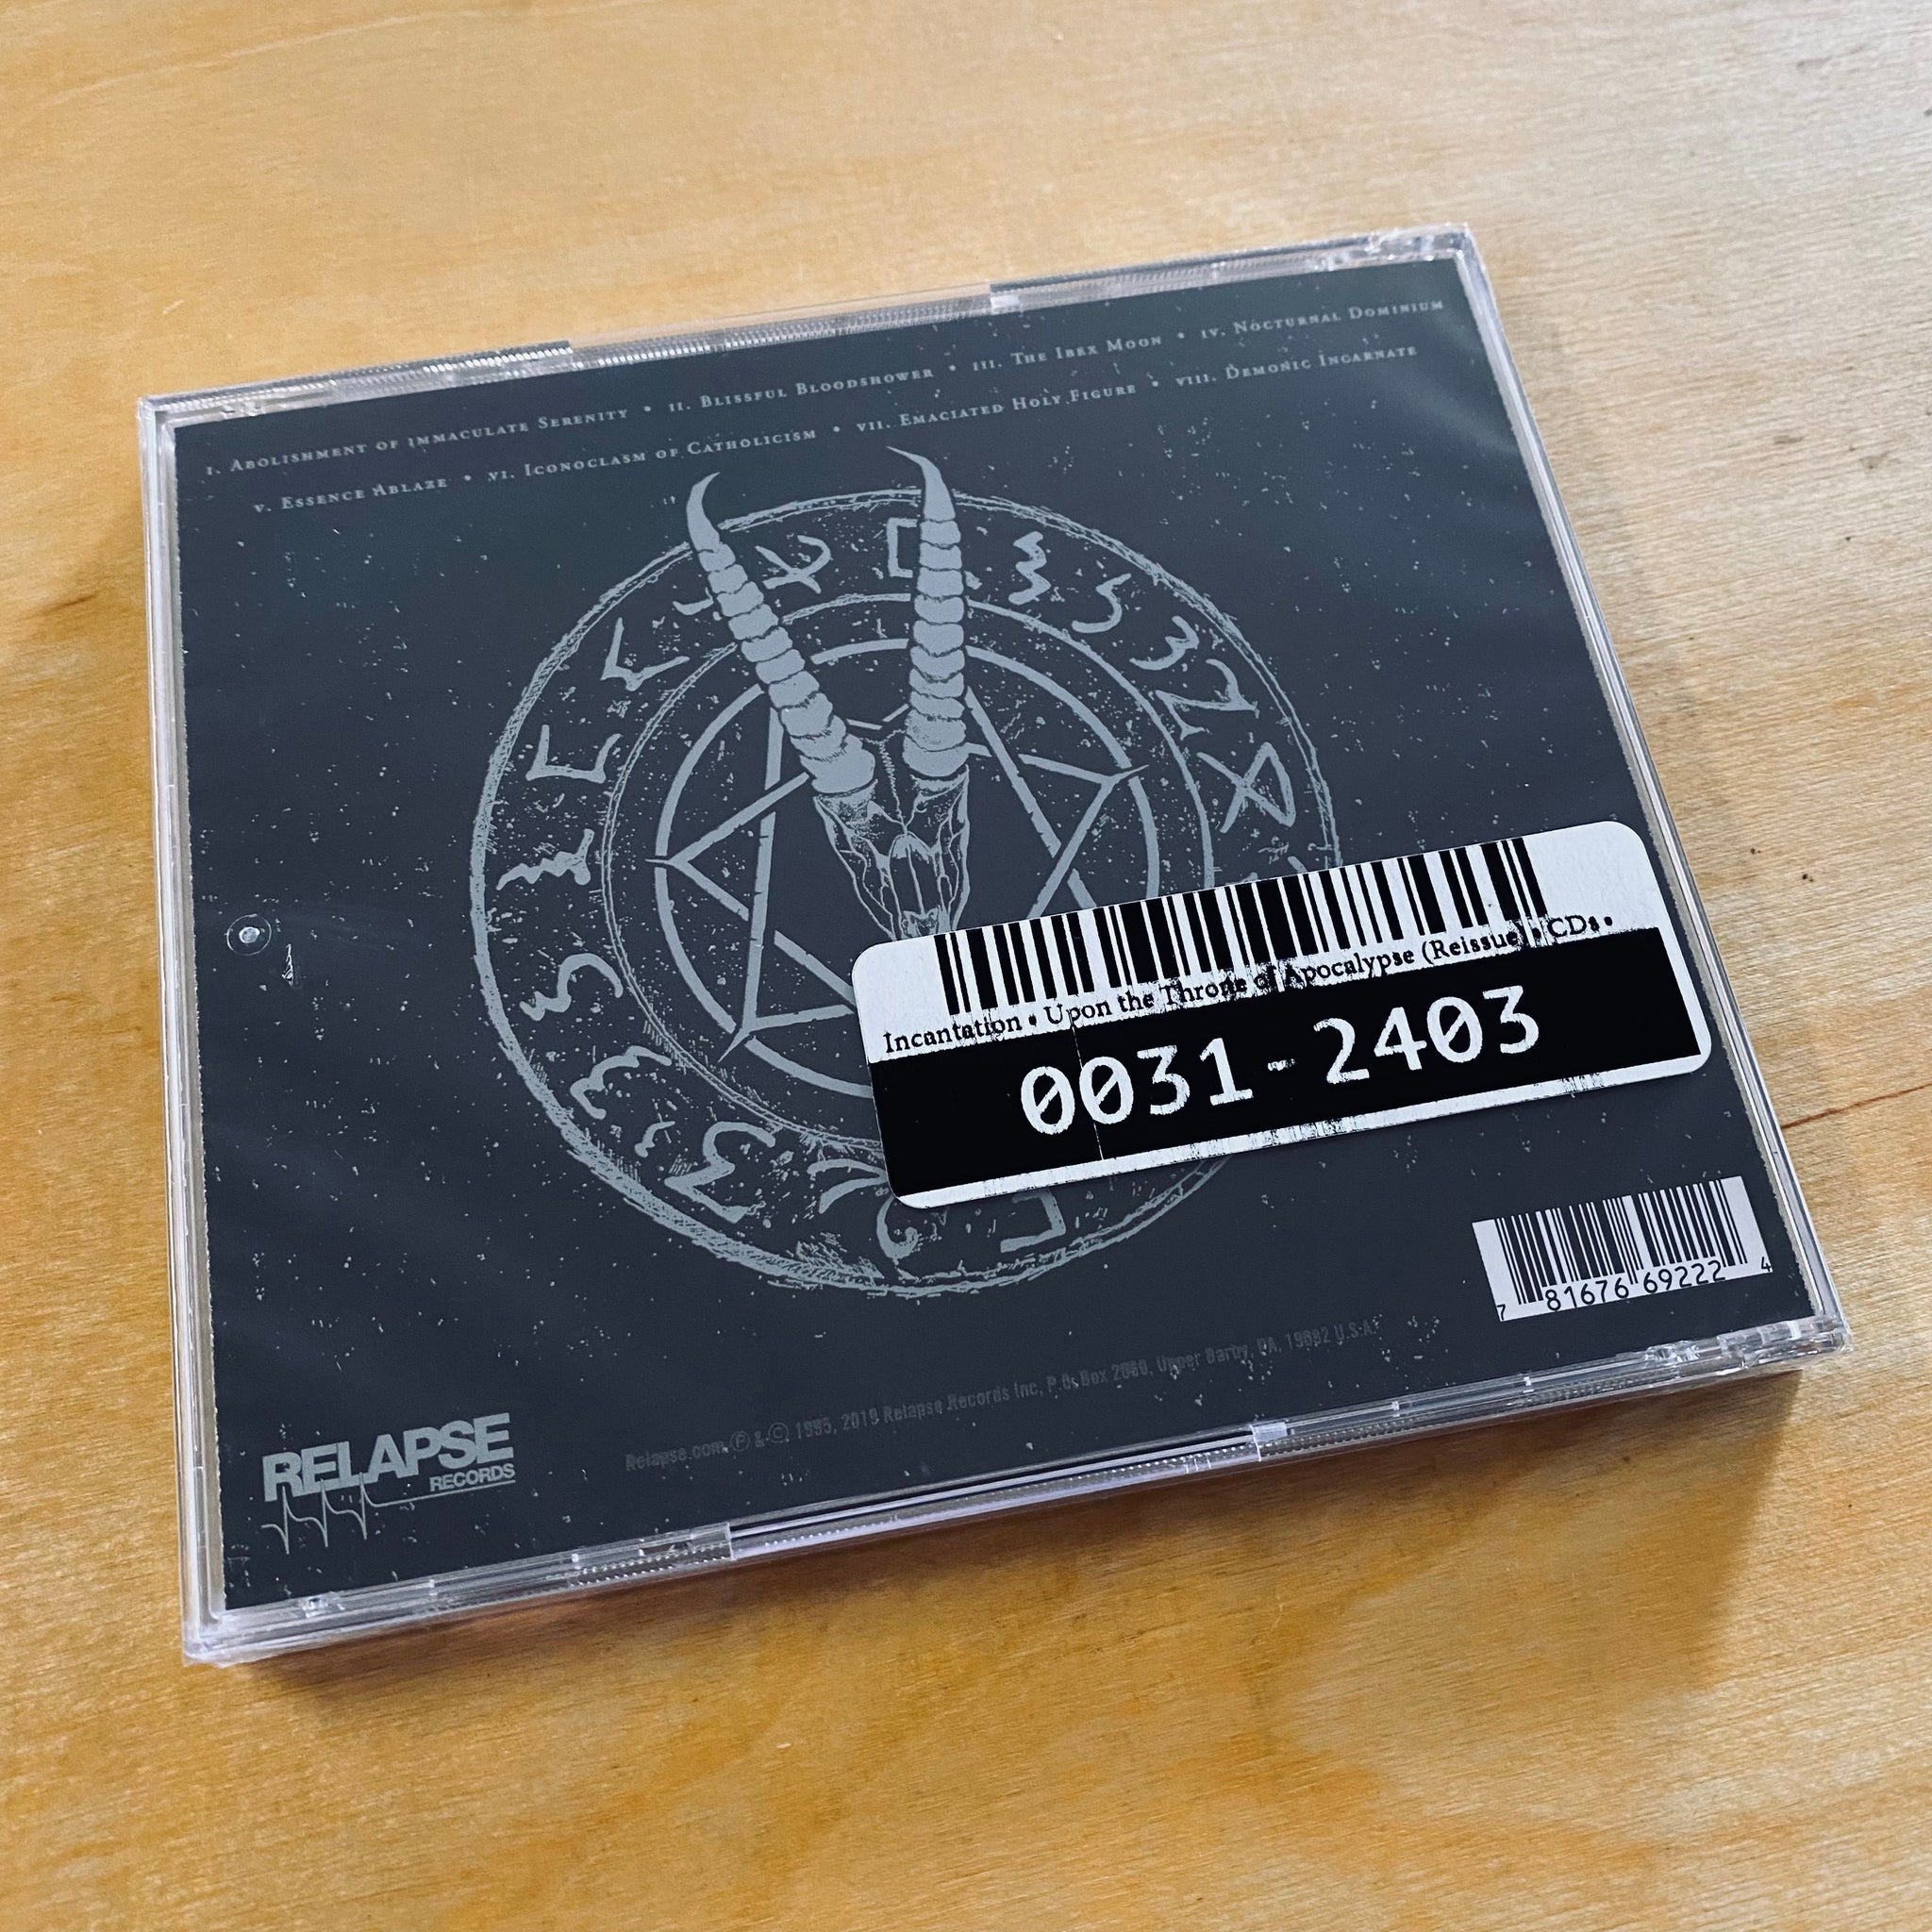 I. Abolishment of Immaculate Serenity • II. Blissful Bloodshower • III. The Ibex Moon • IV. Nocturnal Dominium
V. Essence Ablaze • VI. Iconoclasm of Catholicism • VII. Emaciated Holy Figure • VIII. Demonic Incarnate
Incantation • Upon the Throne of Apocalypse (Reissue) • CDs •
0031-2403
7 81676 69222 4
Relapse.com Ⓟ & © 1995, 2019 Relapse Records Inc, P.O. Box 2060, Upper Darby, PA, 19082 U.S.A.
RELAPSE
RECORDS